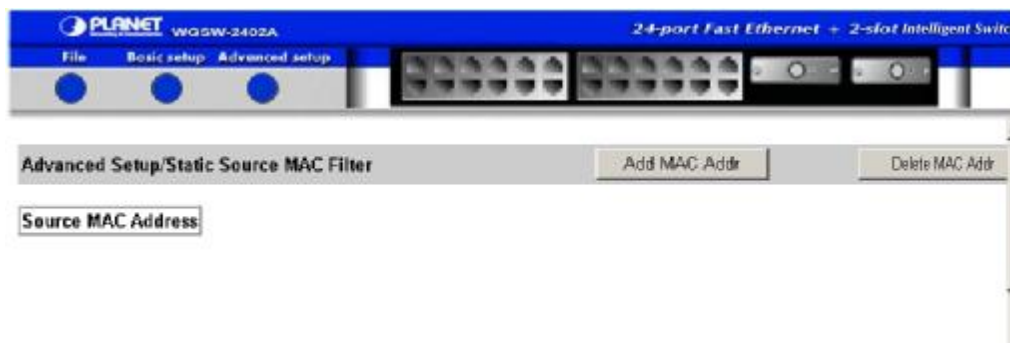 PLANET WGSW-2402A
24-port Fast Ethernet + 2-slot Intelligent Switc
File Basic setup Advanced setup
Advanced Setup/Static Source MAC Filter
Add MAC Addr
Delete MAC Addr
Source MAC Address